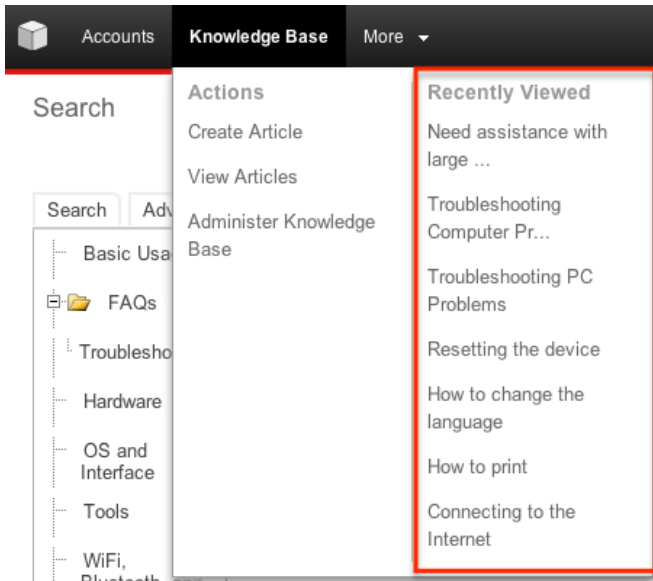 Accounts
Knowledge Base
More
Search
Search
Basic
FAQs
Hardware
OS and
Interface
Tools
WiFi,
Actions
Create Article
View Articles
Administer Knowledge
Base
Recently Viewed
Need assistance with
large ...
Troubleshooting
Computer Pr...
Troubleshooting PC
Problems
Resetting the device
How to change the
language
How to print
Connecting to the
Internet